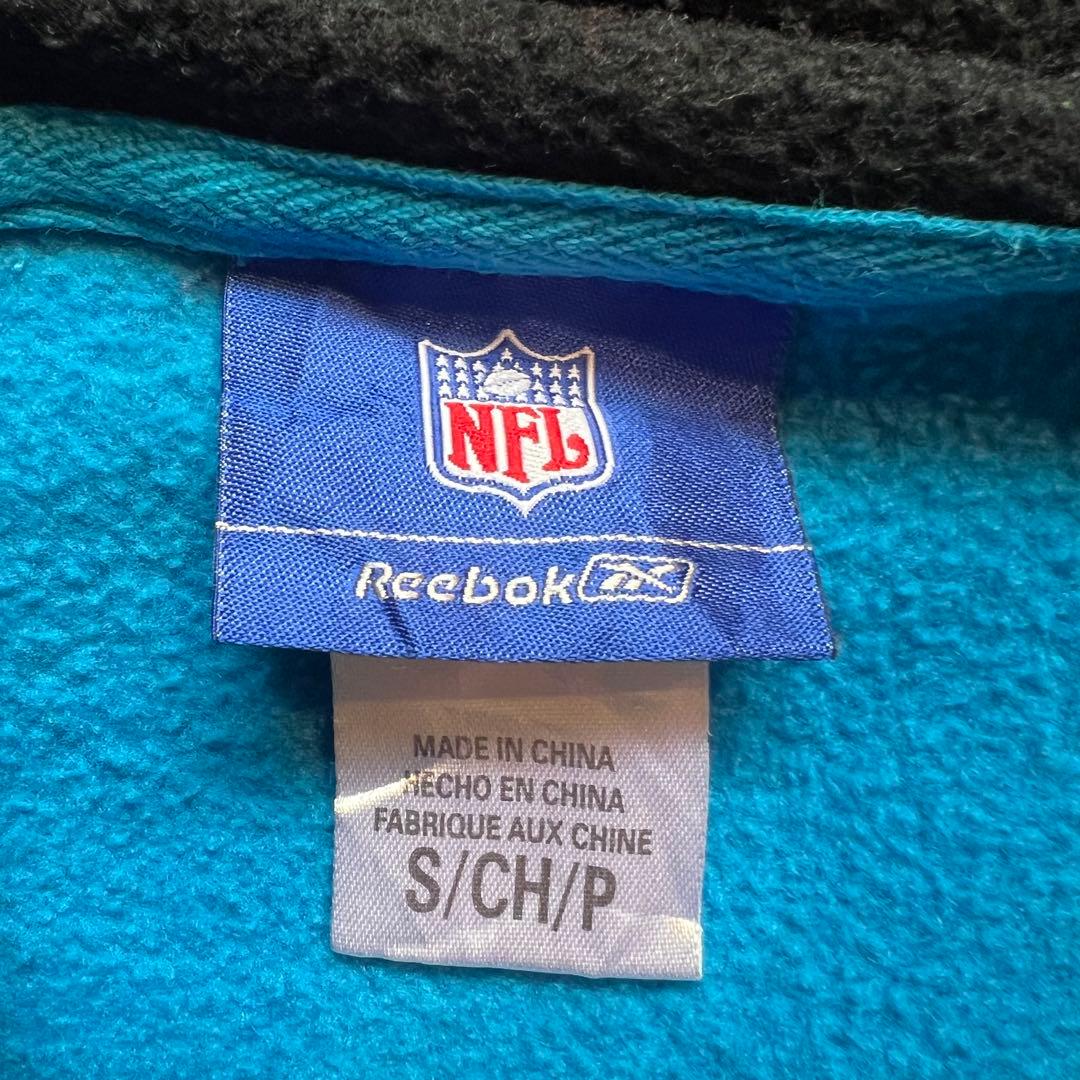 NFL
Reebok
MADE IN CHINA
HECHO EN CHINA
FABRIQUE AUX CHINE
S/CH/P